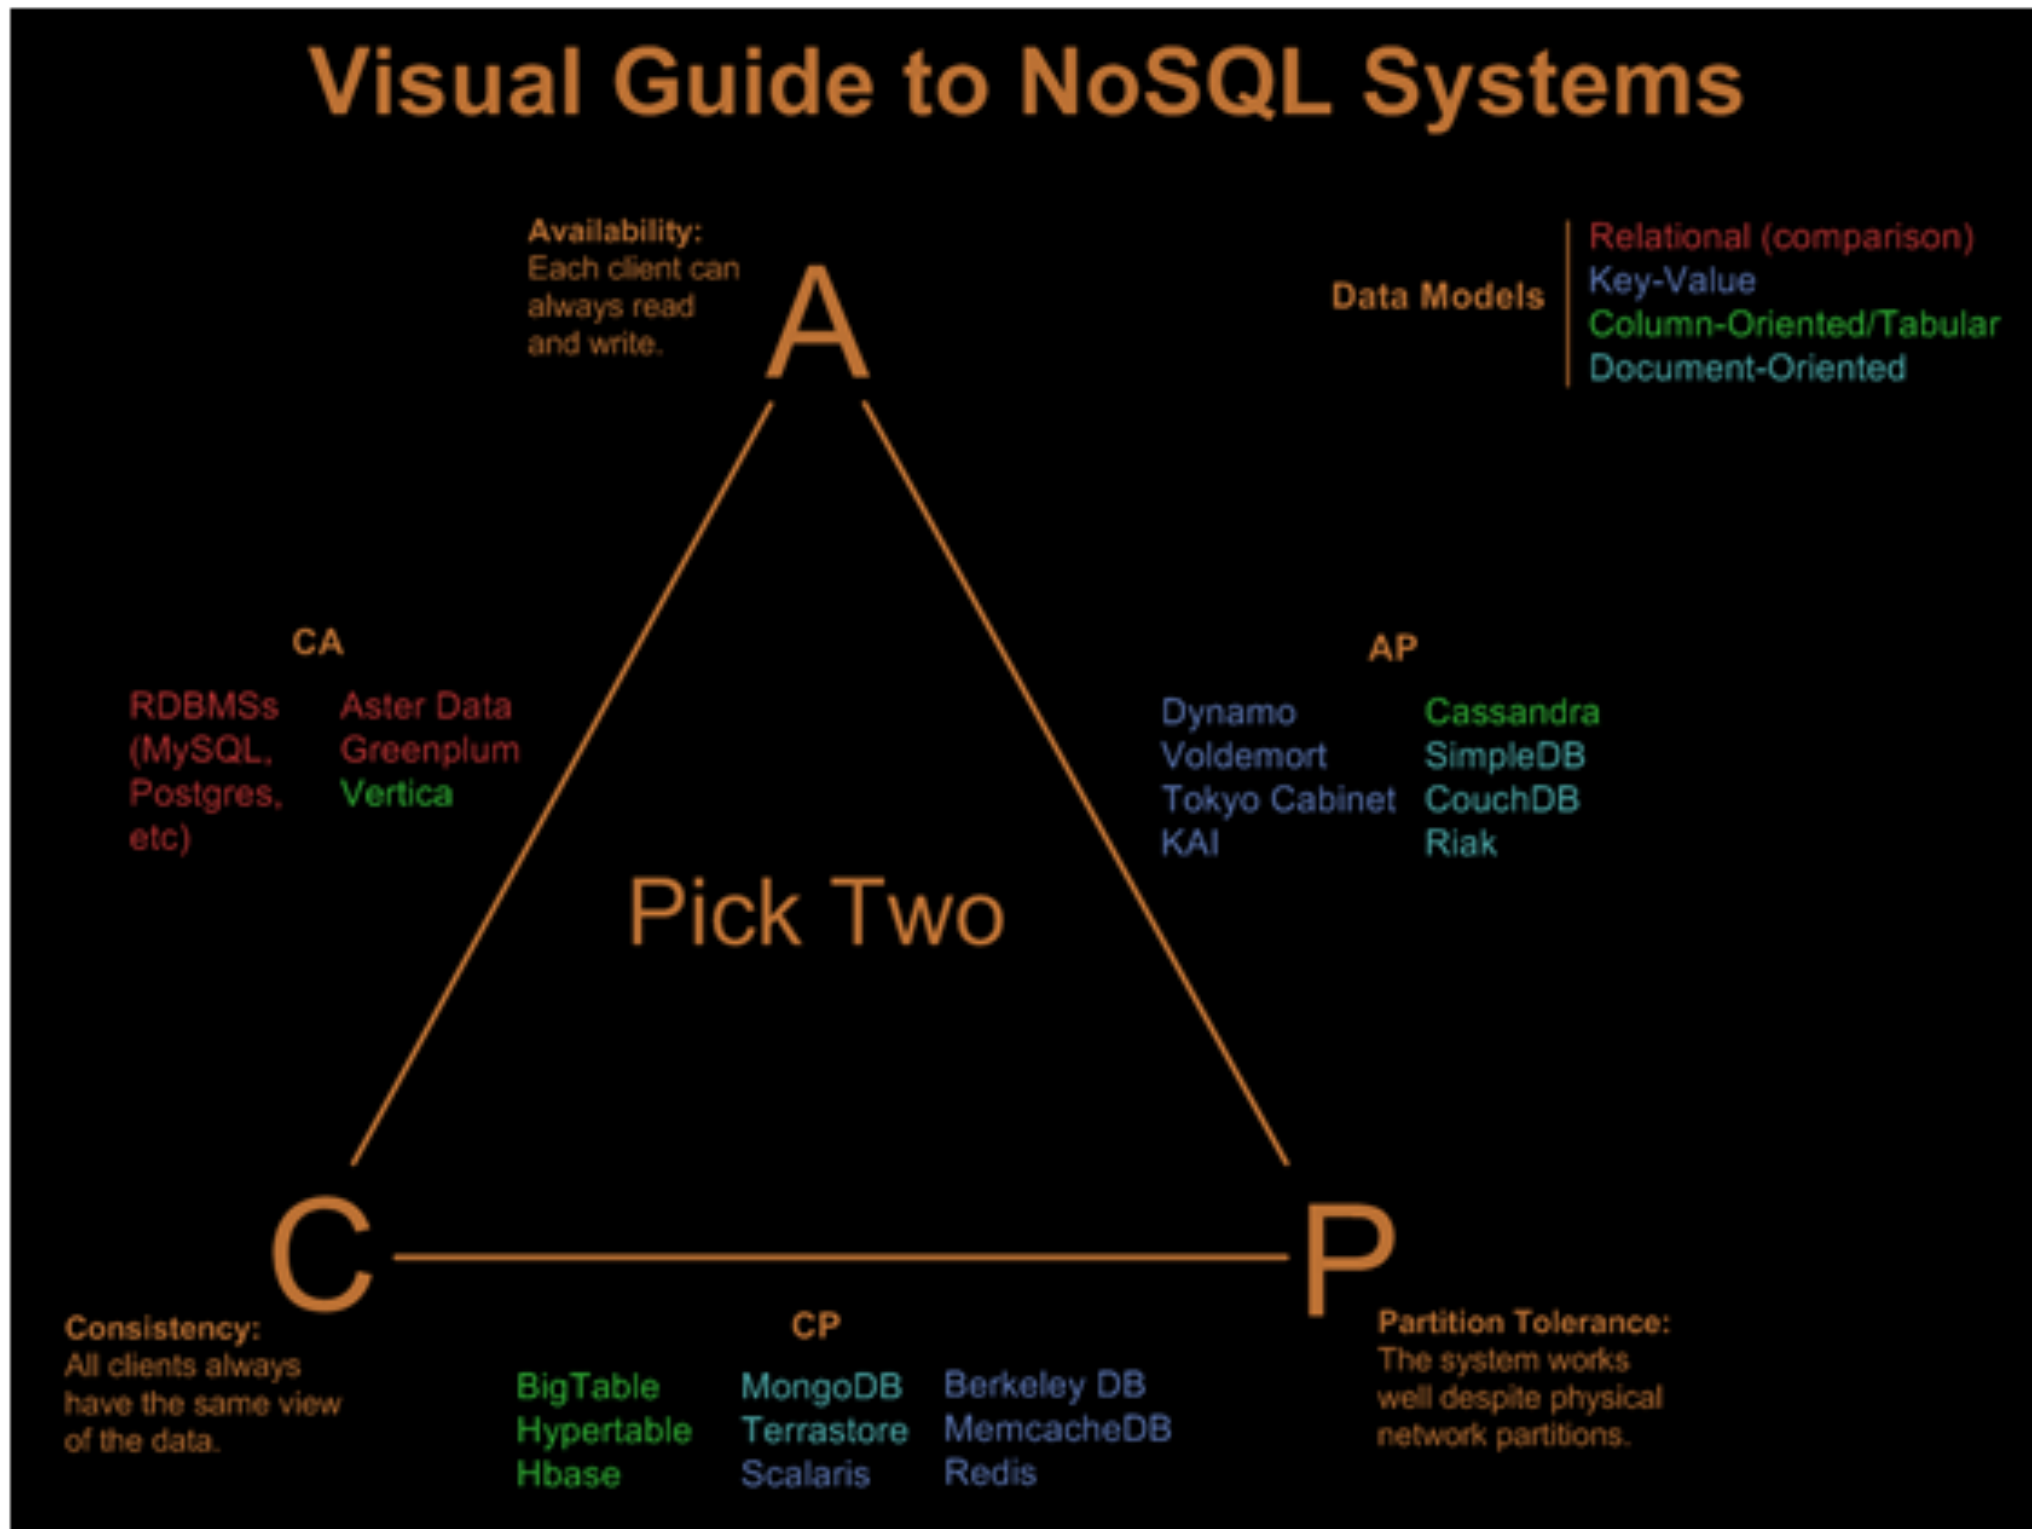 Visual Guide to NoSQL Systems
Availability:
Each client can
always read
and write.
A
Data Models
Relational (comparison)
Key-Value
Column-Oriented/Tabular
Document-Oriented
CA
RDBMSs
(MySQL,
Postgres,
etc)
Aster Data
Greenplum
Vertica
AP
Dynamo
Voldemort
Tokyo Cabinet
KAI
Cassandra
SimpleDB
CouchDB
Riak
Pick Two
C
P
Consistency:
All clients always
have the same view
of the data.
CP
BigTable
Hypertable
Hbase
MongoDB
Terrastore
Scalaris
Berkeley DB
MemcacheDB
Redis
Partition Tolerance:
The system works
well despite physical
network partitions.